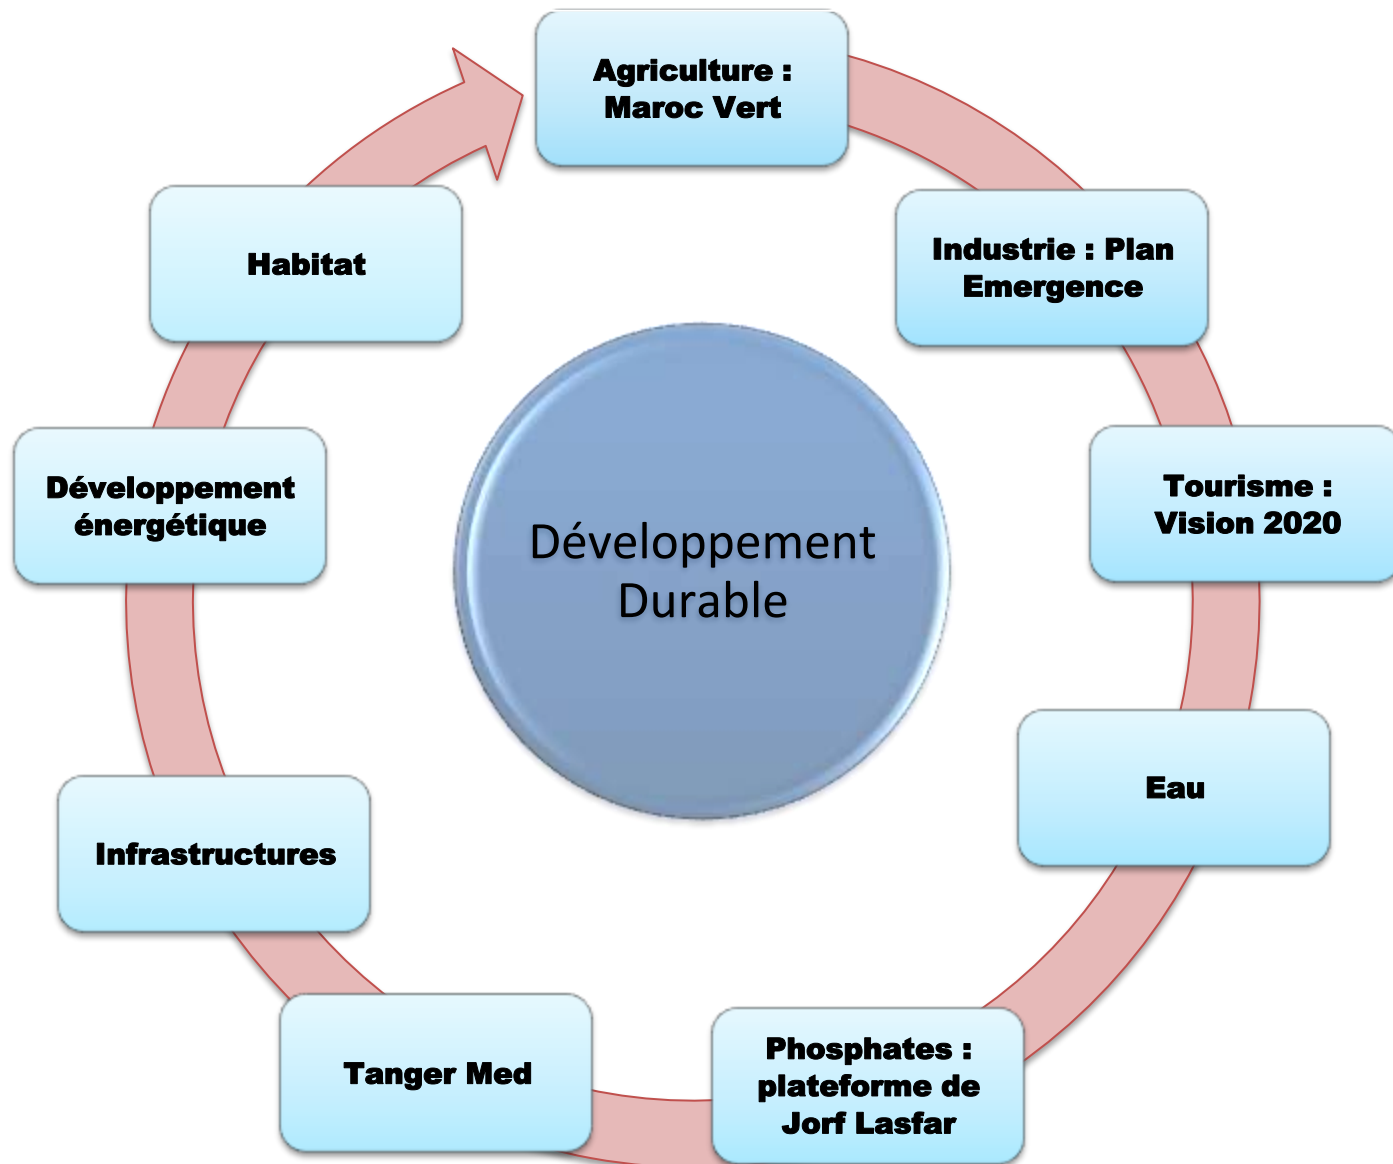 Agriculture :
Maroc Vert
Industrie : Plan
Emergence
Tourisme :
Vision 2020
Eau
Phosphates :
plateforme de
Jorf Lasfar
Tanger Med
Infrastructures
Développement
énergétique
Habitat
Développement
Durable